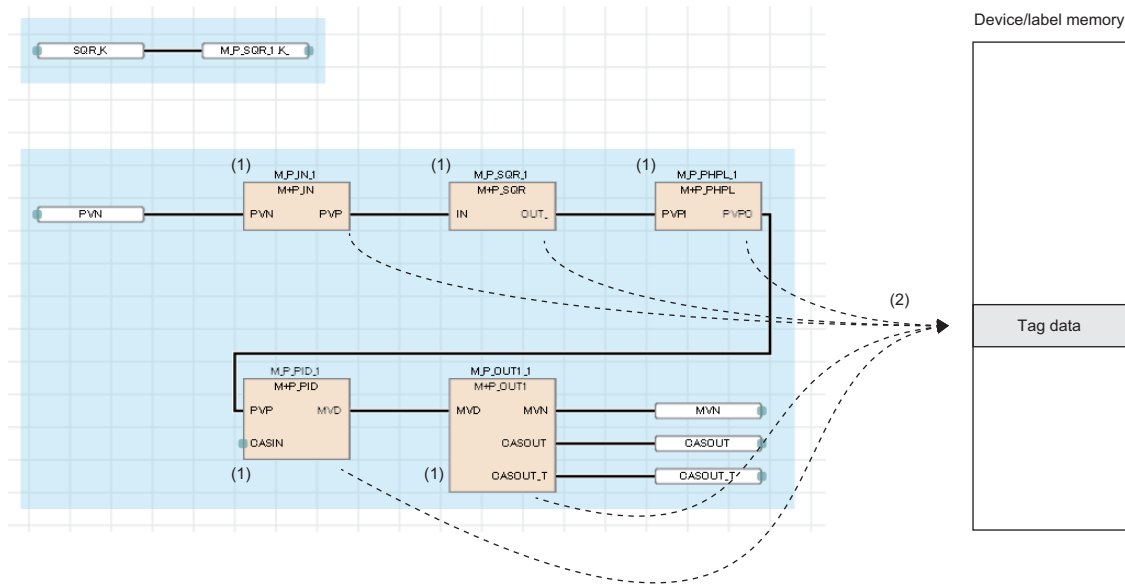 Device/label memory
SQR_K
M_P_SQR_1.K_
(1)
M_P_IN_1
M+P_IN
PVN
PVP
(1)
M_P_SQR_1
M+P_SQR
IN
OUT_
(1)
M_P_PHPL_1
M+P_PHPL
PVPI
PVPO
PVN
(2)
Tag data
M_P_PID_1
M+P_PID
PVP
MVD
CASIN
(1)
M_P_OUT1_1
M+P_OUT1
MVD
MVN
CASOUT
CASOUT_T
(1)
MVN
CASOUT
CASOUT_T